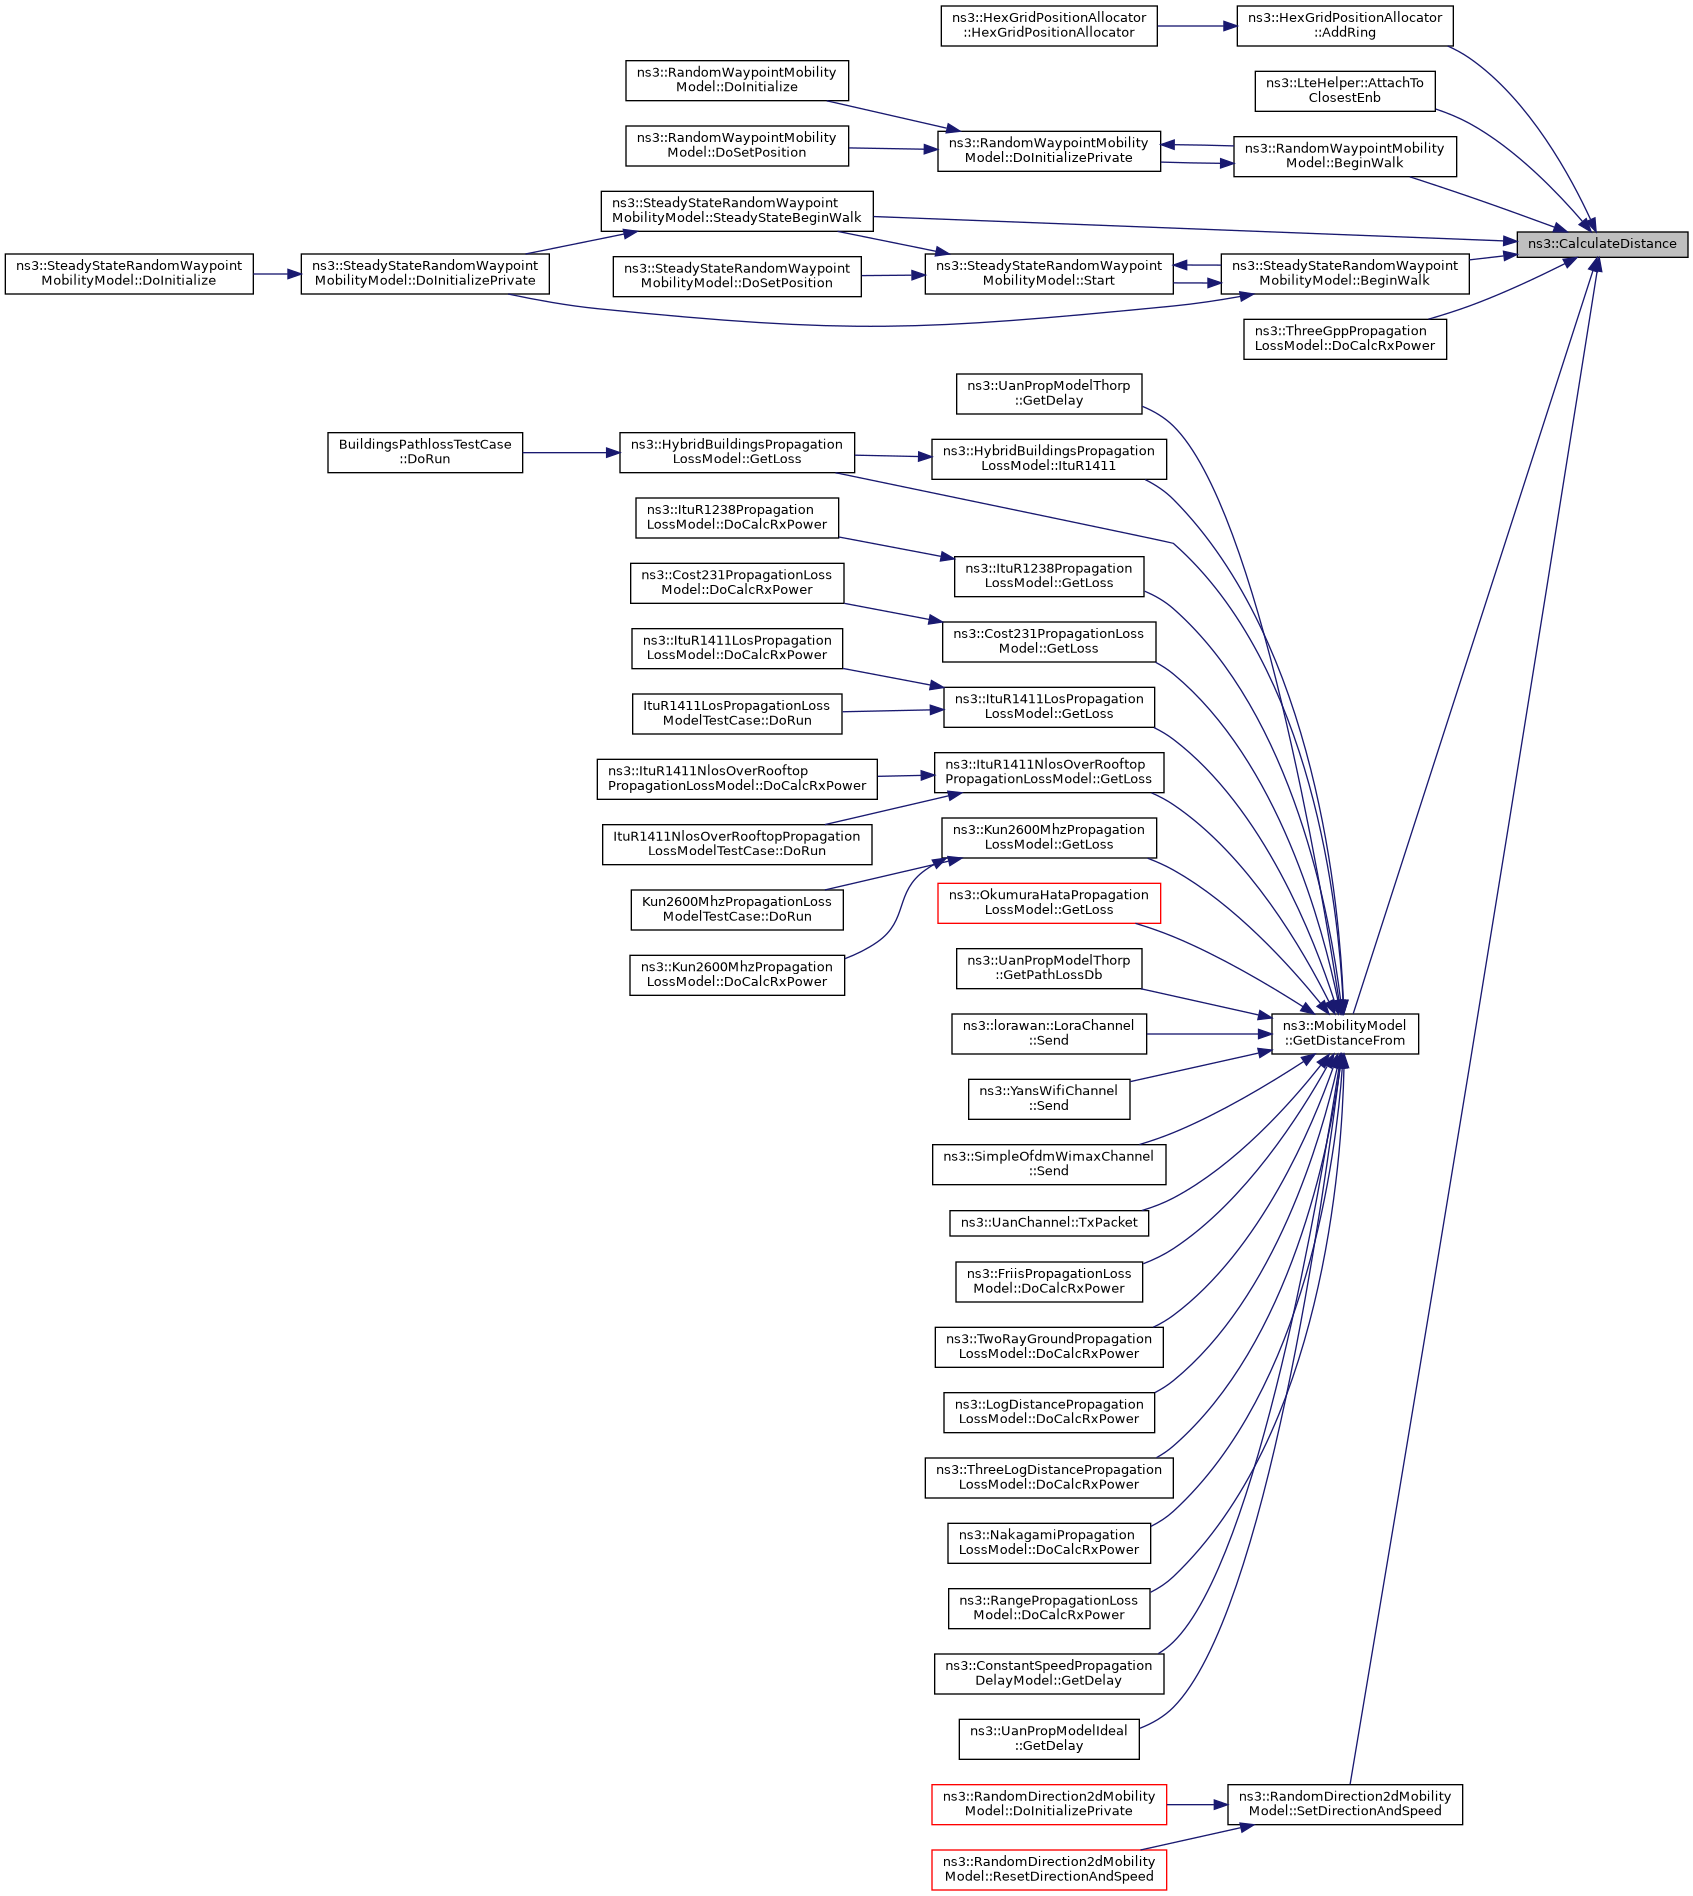 ns3::HexGridPositionAllocator
::HexGridPositionAllocator
ns3::HexGridPositionAllocator
::AddRing
ns3::RandomWaypointMobility
Model::DoInitialize
ns3::LteHelper::AttachTo
ClosestEnb
ns3::RandomWaypointMobility
Model::DoSetPosition
ns3::RandomWaypointMobility
Model::DoInitializePrivate
ns3::RandomWaypointMobility
Model::BeginWalk
ns3::SteadyStateRandomWaypoint
MobilityModel::SteadyStateBeginWalk
ns3::CalculateDistance
ns3::SteadyStateRandomWaypoint
MobilityModel::DoInitialize
ns3::SteadyStateRandomWaypoint
MobilityModel::DoInitializePrivate
ns3::SteadyStateRandomWaypoint
MobilityModel::DoSetPosition
ns3::SteadyStateRandomWaypoint
MobilityModel::Start
ns3::SteadyStateRandomWaypoint
MobilityModel::BeginWalk
ns3::ThreeGppPropagation
LossModel::DoCalcRxPower
ns3::UanPropModelThorp
::GetDelay
BuildingsPathlossTestCase
::DoRun
ns3::HybridBuildingsPropagation
LossModel::GetLoss
ns3::HybridBuildingsPropagation
LossModel::ItuR1411
ns3::ItuR1238Propagation
LossModel::DoCalcRxPower
ns3::ItuR1238Propagation
LossModel::GetLoss
ns3::Cost231PropagationLoss
Model::DoCalcRxPower
ns3::Cost231PropagationLoss
Model::GetLoss
ns3::ItuR1411LosPropagation
LossModel::DoCalcRxPower
ns3::ItuR1411LosPropagation
LossModel::GetLoss
ItuR1411LosPropagationLoss
ModelTestCase::DoRun
ns3::ItuR1411NlosOverRooftop
PropagationLossModel::DoCalcRxPower
ns3::ItuR1411NlosOverRooftop
PropagationLossModel::GetLoss
ItuR1411NlosOverRooftopPropagation
LossModelTestCase::DoRun
ns3::Kun2600MhzPropagation
LossModel::GetLoss
Kun2600MhzPropagationLoss
ModelTestCase::DoRun
ns3::OkumuraHataPropagation
LossModel::GetLoss
ns3::Kun2600MhzPropagation
LossModel::DoCalcRxPower
ns3::UanPropModelThorp
::GetPathLossDb
ns3::lorawan::LoraChannel
::Send
ns3::MobilityModel
::GetDistanceFrom
ns3::YansWifiChannel
::Send
ns3::SimpleOfdmWimaxChannel
::Send
ns3::UanChannel::TxPacket
ns3::FriisPropagationLoss
Model::DoCalcRxPower
ns3::TwoRayGroundPropagation
LossModel::DoCalcRxPower
ns3::LogDistancePropagation
LossModel::DoCalcRxPower
ns3::ThreeLogDistancePropagation
LossModel::DoCalcRxPower
ns3::NakagamiPropagation
LossModel::DoCalcRxPower
ns3::RangePropagationLoss
Model::DoCalcRxPower
ns3::ConstantSpeedPropagation
DelayModel::GetDelay
ns3::UanPropModelIdeal
::GetDelay
ns3::RandomDirection2dMobility
Model::DoInitializePrivate
ns3::RandomDirection2dMobility
Model::SetDirectionAndSpeed
ns3::RandomDirection2dMobility
Model::ResetDirectionAndSpeed